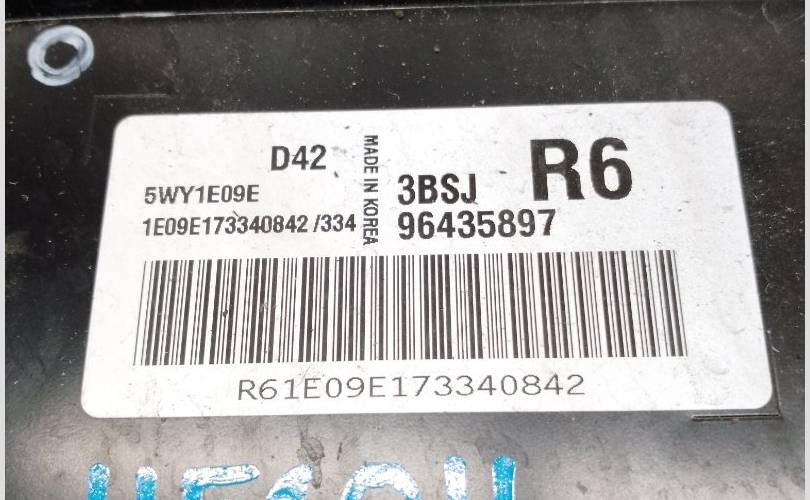 D42
MADE IN KOREA
R6
5WY1E09E
3BSJ
1E09E173340842 /334
96435897
R61E09E173340842